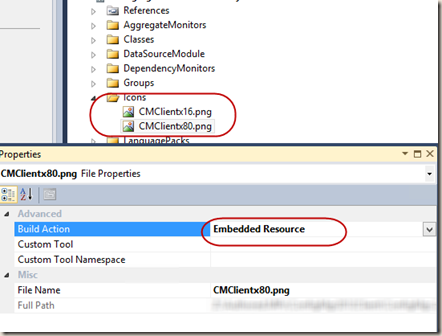 References
AggregateMonitors
Classes
DataSourceModule
DependencyMonitors
Groups
Icons
CMClientx16.png
CMClientx80.png
LanguagePacks
Properties
CMClientx80.png File Properties
Advanced
Build Action Embedded Resource
Custom Tool
Custom Tool Namespace
Misc
File Name CMClientx80.png
Full Path